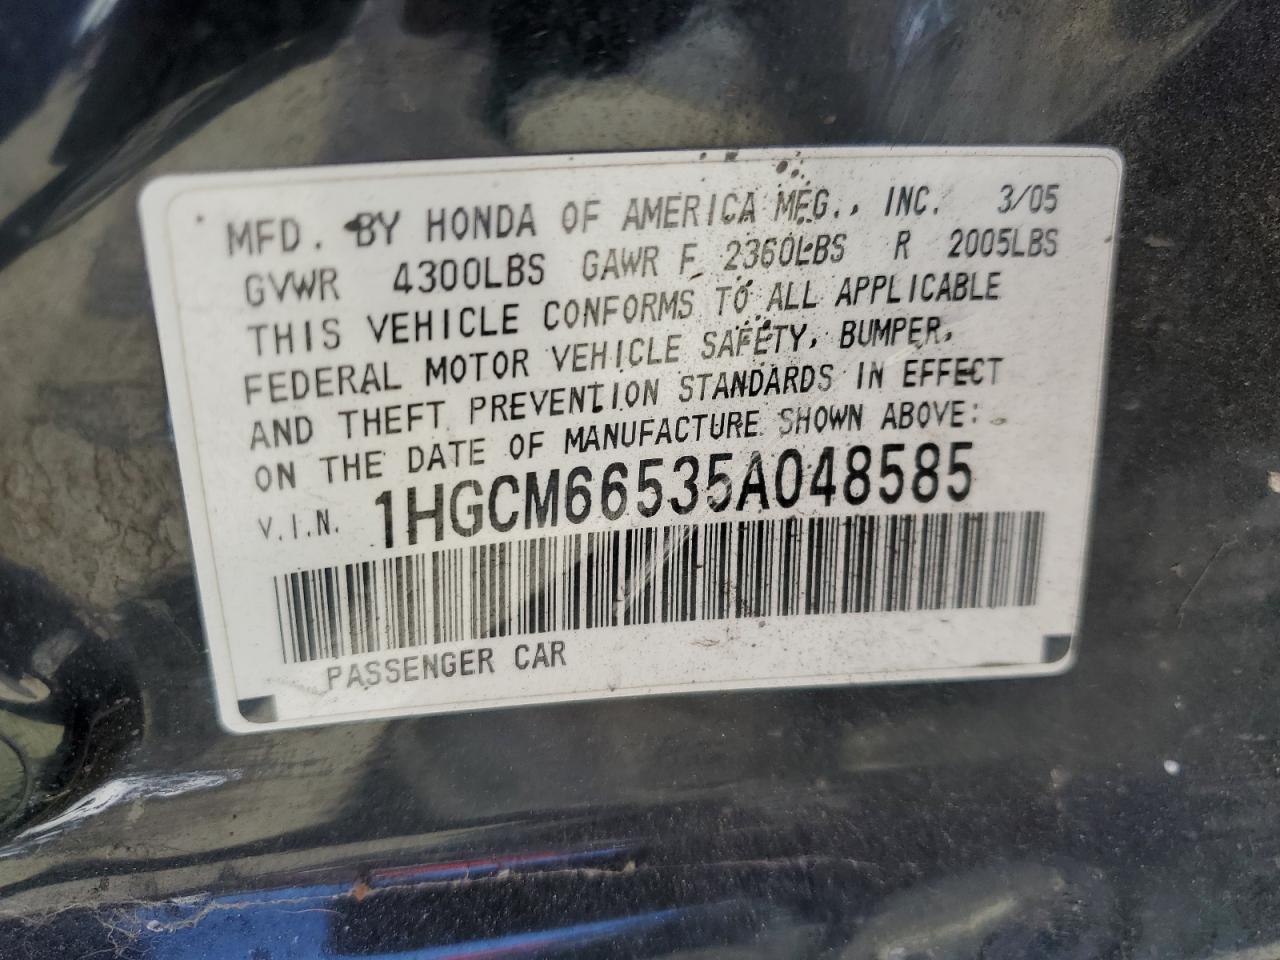 MFD. BY HONDA OF AMERICA MFG., INC. 3/05
GVWR 4300LBS GAWR F 2360LBS R 2005LBS
THIS VEHICLE CONFORMS TO ALL APPLICABLE
FEDERAL MOTOR VEHICLE SAFETY, BUMPER,
AND THEFT PREVENTION STANDARDS IN EFFECT
ON THE DATE OF MANUFACTURE SHOWN ABOVE:
V.I.N. 1HGCM66535A048585
PASSENGER CAR